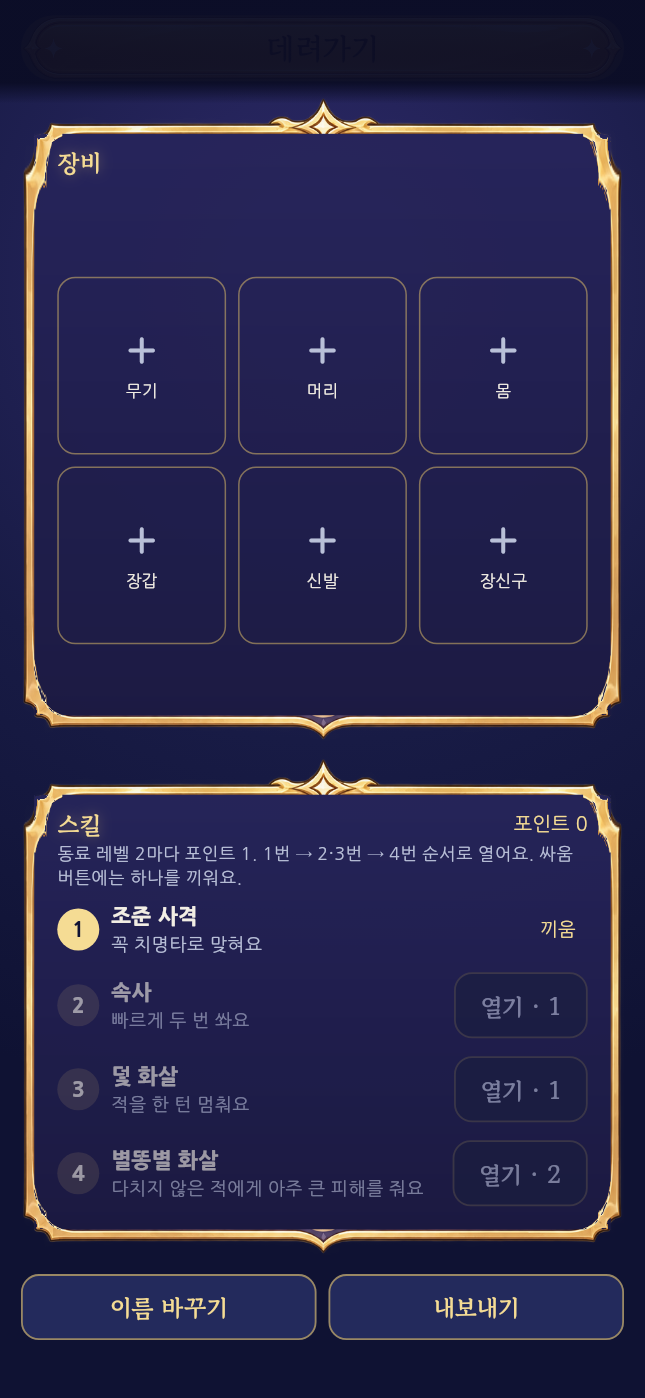 데려가기
장비
무기
머리
몸
장갑
신발
장신구
스킬
포인트 0
동료 레벨 2마다 포인트 1. 1번 → 2·3번 → 4번 순서로 열어요. 싸움
버튼에는 하나를 끼워요.
1
조준 사격
꼭 치명타로 맞혀요
끼움
2
속사
빠르게 두 번 쏴요
열기 · 1
3
덫 화살
적을 한 턴 멈춰요
열기 · 1
4
별똥별 화살
다치지 않은 적에게 아주 큰 피해를 줘요
열기 · 2
이름 바꾸기
내보내기